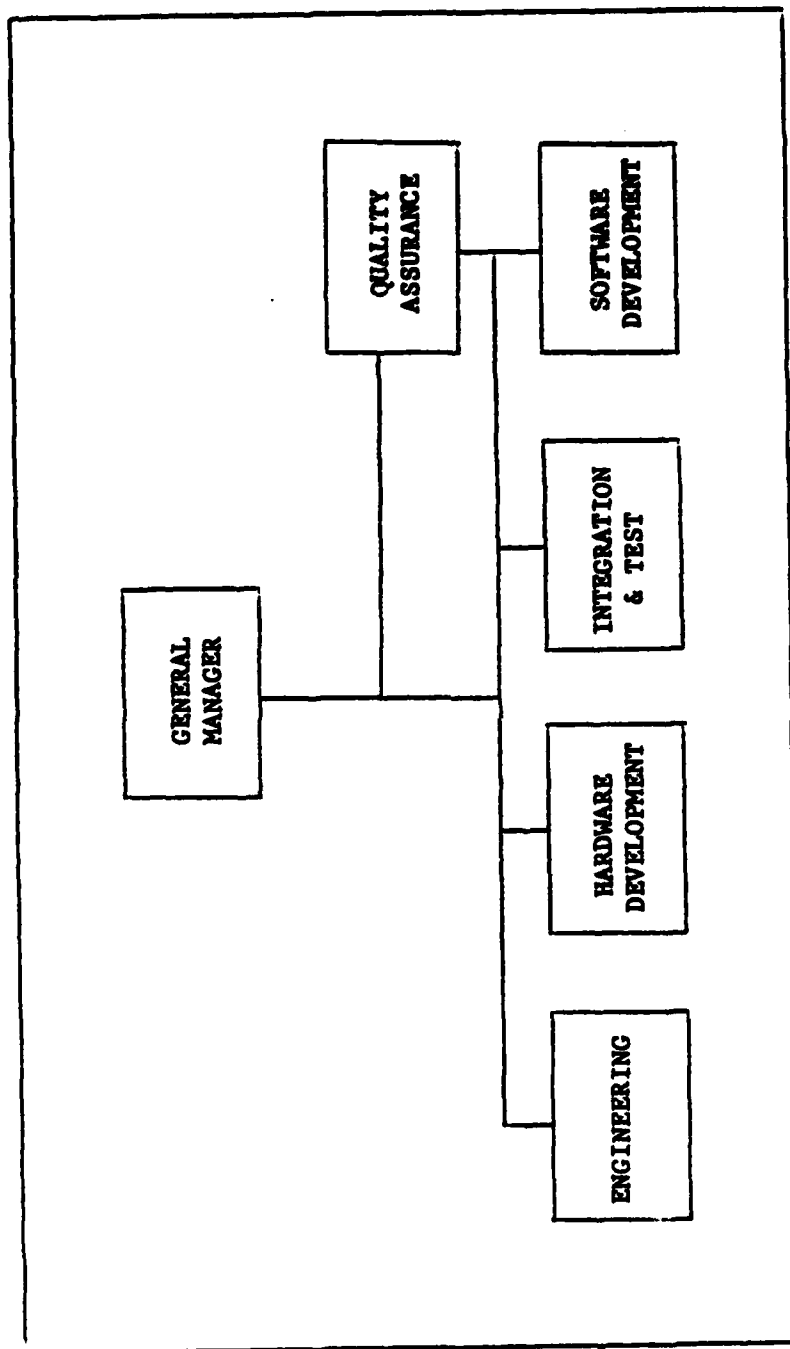 GENERAL
MANAGER
QUALITY
ASSURANCE
ENGINEERING
HARDWARE
DEVELOPMENT
INTEGRATION
& TEST
SOFTWARE
DEVELOPMENT